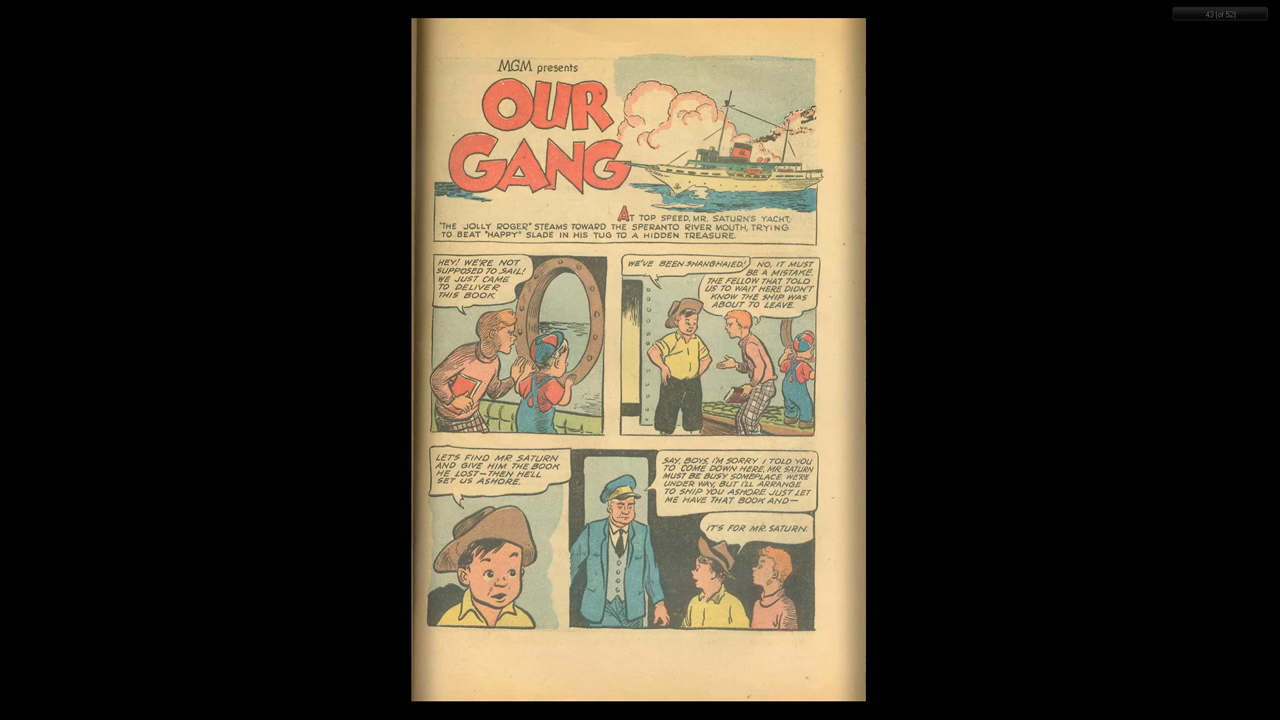 43 (of 52)
MGM presents
OUR
GANG
AT TOP SPEED, MR. SATURN'S YACHT,
"THE JOLLY ROGER" STEAMS TOWARD THE SPERANTO RIVER MOUTH, TRYING
TO BEAT "HAPPY" SLADE IN HIS TUG TO A HIDDEN TREASURE.
HEY! WE'RE NOT
SUPPOSED TO SAIL!
WE JUST CAME
TO DELIVER
THIS BOOK
WE'VE BEEN SHANGHAIED!
NO, IT MUST
BE A MISTAKE.
THE FELLOW THAT TOLD
US TO WAIT HERE DIDN'T
KNOW THE SHIP WAS
ABOUT TO LEAVE.
LET'S FIND MR. SATURN
AND GIVE HIM THE BOOK
HE LOST—THEN HE'LL
SET US ASHORE.
SAY, BOYS, I'M SORRY I TOLD YOU
TO COME DOWN HERE. MR. SATURN
MUST BE BUSY SOMEPLACE. WE'RE
UNDER WAY, BUT I'LL ARRANGE
TO SHIP YOU ASHORE. JUST LET
ME HAVE THAT BOOK AND—
IT'S FOR MR. SATURN.